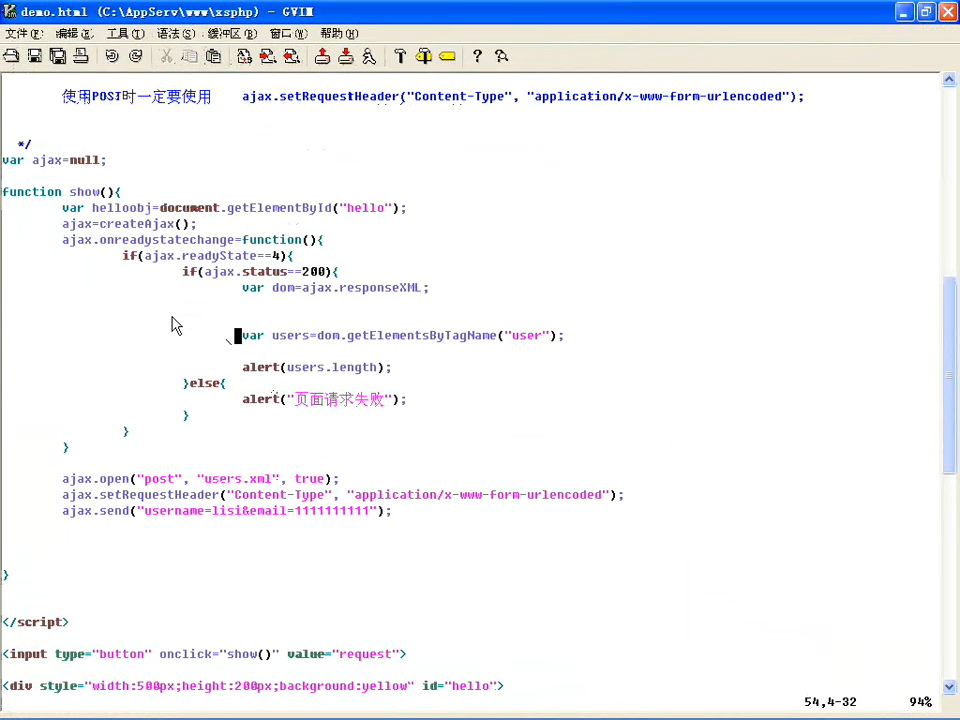 demo.html (C:\AppServ\www\xsphp) - GVIM
文件(F) 编辑(E) 工具(T) 语法(S) 缓冲区(B) 窗口(W) 帮助(H)
使用POST时一定要使用 ajax.setRequestHeader("Content-Type", "application/x-www-form-urlencoded");
*/
var ajax=null;
function show(){
var helloobj=document.getElementById("hello");
ajax=createAjax();
ajax.onreadystatechange=function(){
if(ajax.readyState==4){
if(ajax.status==200){
var dom=ajax.responseXML;
var users=dom.getElementsByTagName("user");
alert(users.length);
}else{
alert("页面请求失败");
}
}
}
ajax.open("post", "users.xml", true);
ajax.setRequestHeader("Content-Type", "application/x-www-form-urlencoded");
ajax.send("username=lisi&email=1111111111");
}
</script>
<input type="button" onclick="show()" value="request">
<div style="width:500px;height:200px;background:yellow" id="hello">
54,4-32 94%